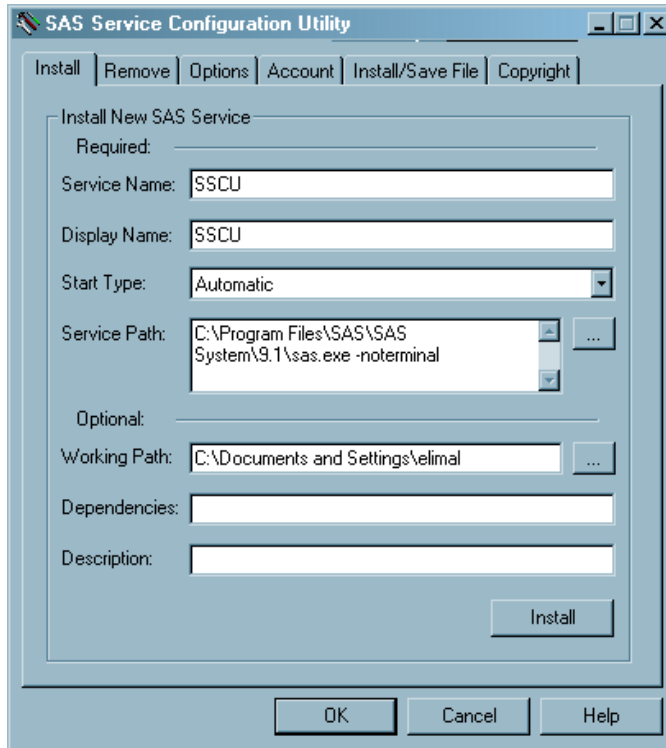 SAS Service Configuration Utility
Install Remove Options Account Install/Save File Copyright
Install New SAS Service
Required:
Service Name: SSCU
Display Name: SSCU
Start Type: Automatic
Service Path: C:\Program Files\SAS\SAS
System\9.1\sas.exe -noterminal
...
Optional:
Working Path: C:\Documents and Settings\elimal ...
Dependencies:
Description:
Install
OK Cancel Help